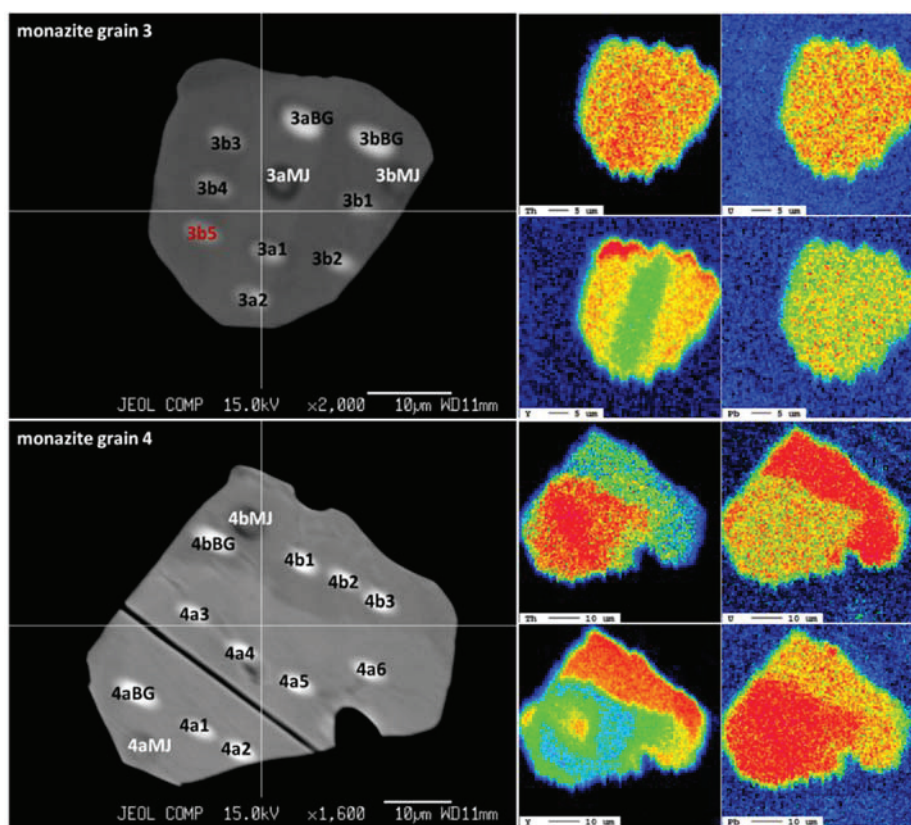 monazite grain 3
3aBG
3bBG
3b3
3aMJ
3bMJ
3b4
3b1
3b5
3a1
3b2
3a2
JEOL COMP 15.0kV ×2,000 10µm WD11mm
Th 5 um
U 5 um
Y 5 um
Pb 5 um
monazite grain 4
4bMJ
4bBG
4b1
4b2
4b3
4a3
4a4
4a5
4a6
4aBG
4a1
4aMJ
4a2
JEOL COMP 15.0kV ×1,600 10µm WD11mm
Th 10 um
U 10 um
Y 10 um
Pb 10 um